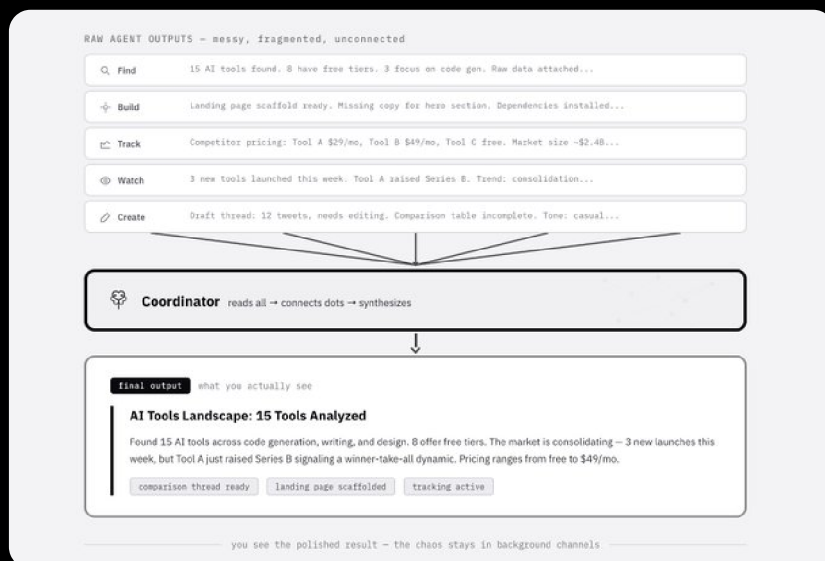 RAW AGENT OUTPUTS — messy, fragmented, unconnected
Find 15 AI tools found. 8 have free tiers. 3 focus on code gen. Raw data attached...
Build Landing page scaffold ready. Missing copy for hero section. Dependencies installed...
Track Competitor pricing: Tool A $29/mo, Tool B $49/mo, Tool C free. Market size ~$2.4B...
Watch 3 new tools launched this week. Tool A raised Series B. Trend: consolidation...
Create Draft thread: 12 tweets, needs editing. Comparison table incomplete. Tone: casual...
Coordinator reads all → connects dots → synthesizes
final output what you actually see
AI Tools Landscape: 15 Tools Analyzed
Found 15 AI tools across code generation, writing, and design. 8 offer free tiers. The market is consolidating — 3 new launches this
week, but Tool A just raised Series B signaling a winner-take-all dynamic. Pricing ranges from free to $49/mo.
comparison thread ready landing page scaffolded tracking active
you see the polished result — the chaos stays in background channels